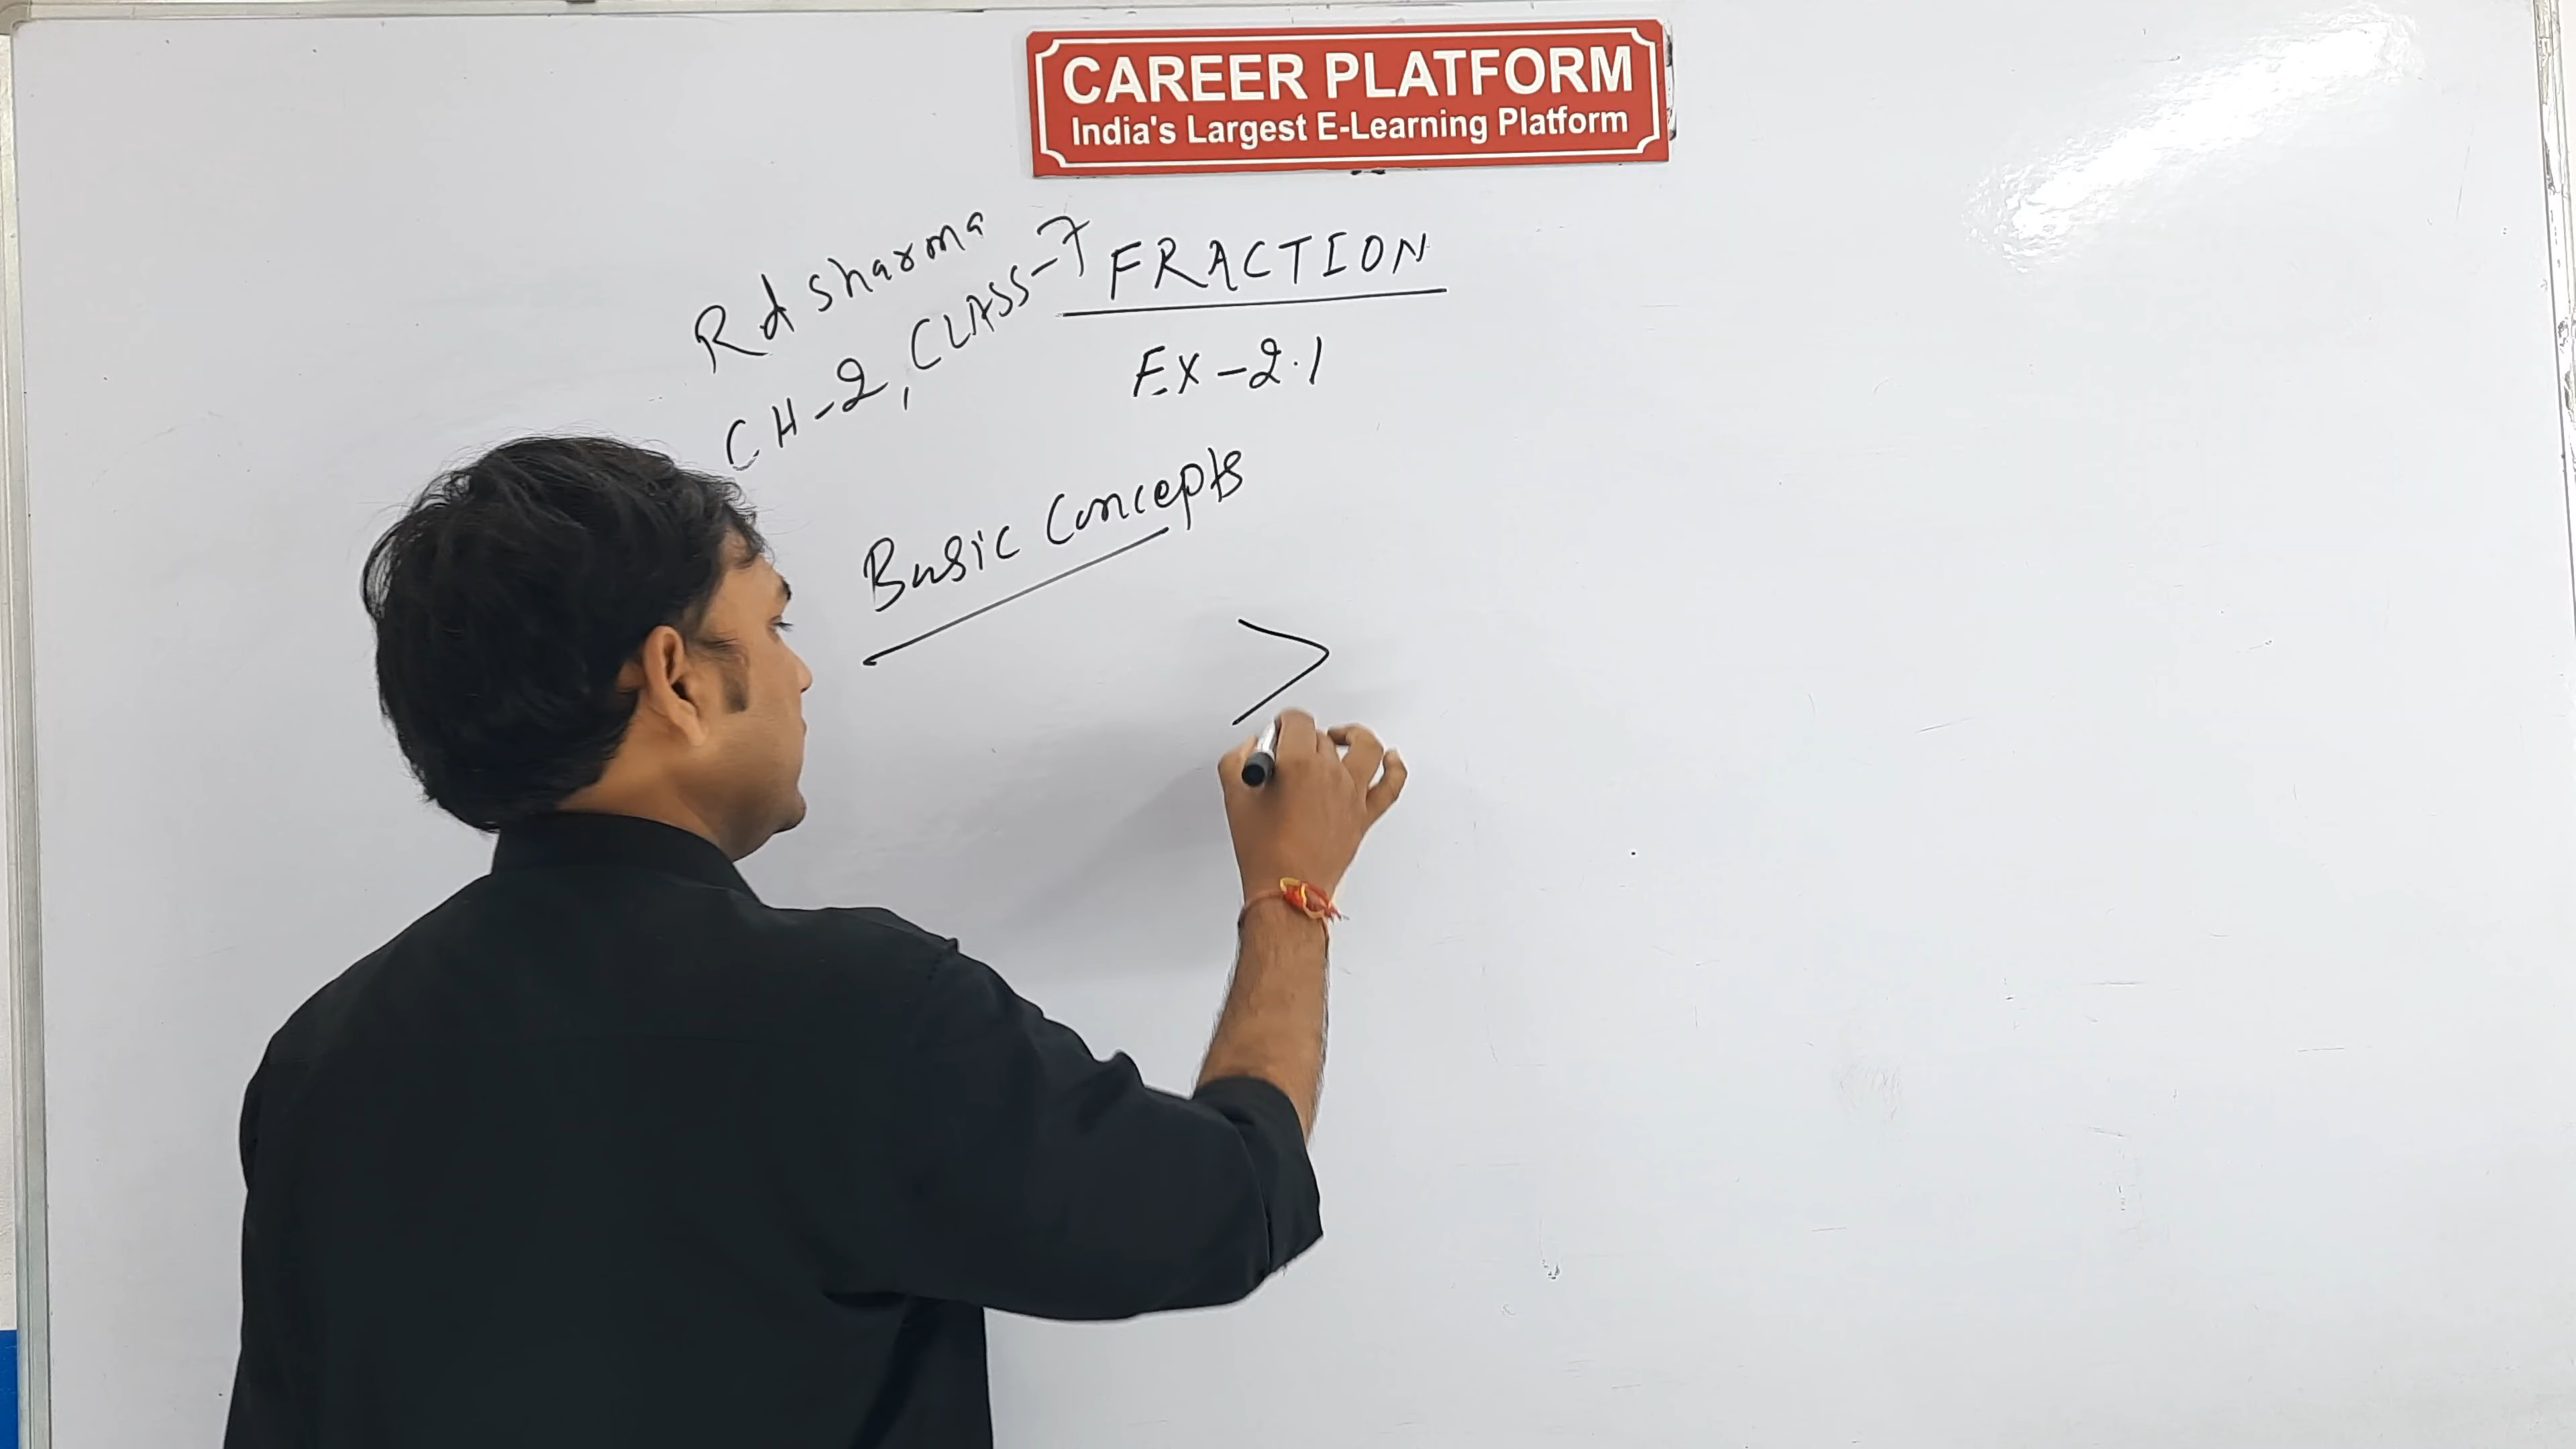 CAREER PLATFORM
India's Largest E-Learning Platform
Rd sharma
CH-2, CLASS-7
FRACTION
EX-2.1
Basic Concepts
>